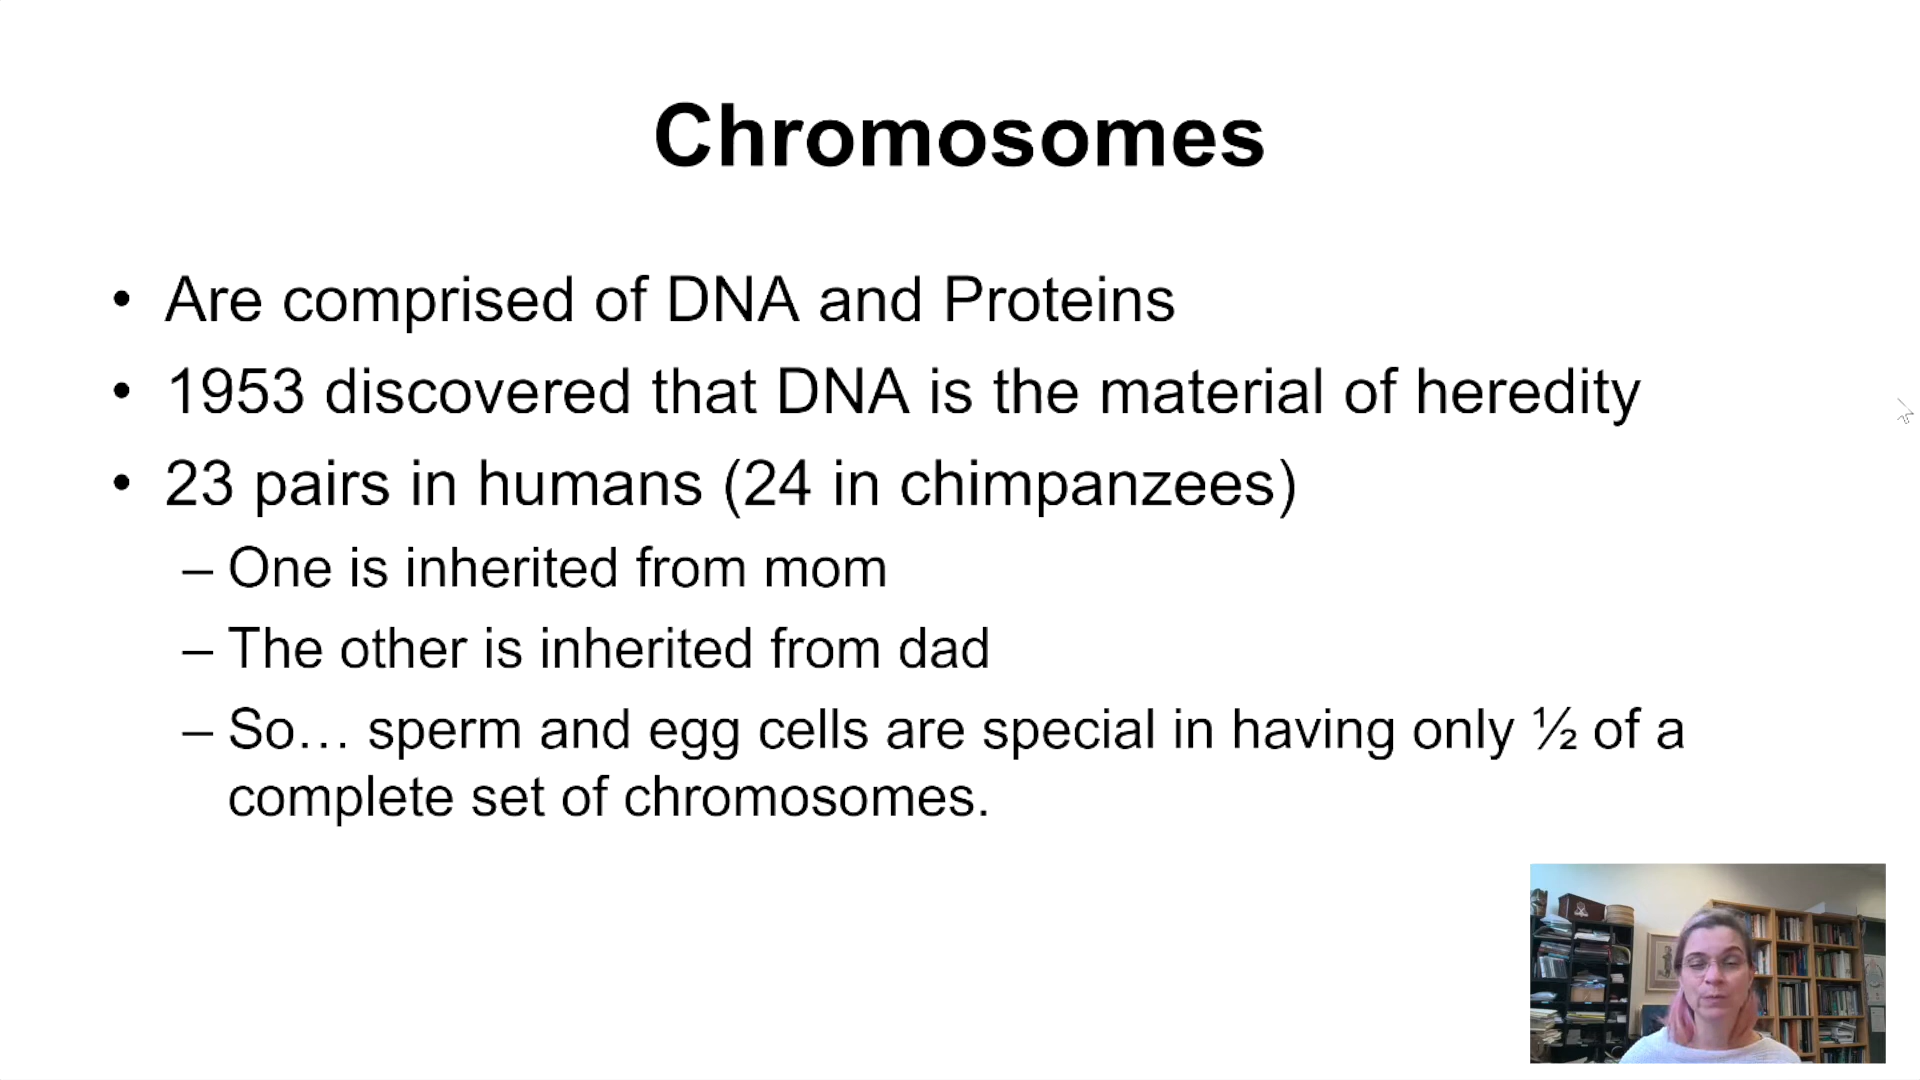 Chromosomes
• Are comprised of DNA and Proteins
• 1953 discovered that DNA is the material of heredity
• 23 pairs in humans (24 in chimpanzees)
– One is inherited from mom
– The other is inherited from dad
– So… sperm and egg cells are special in having only ½ of a
complete set of chromosomes.